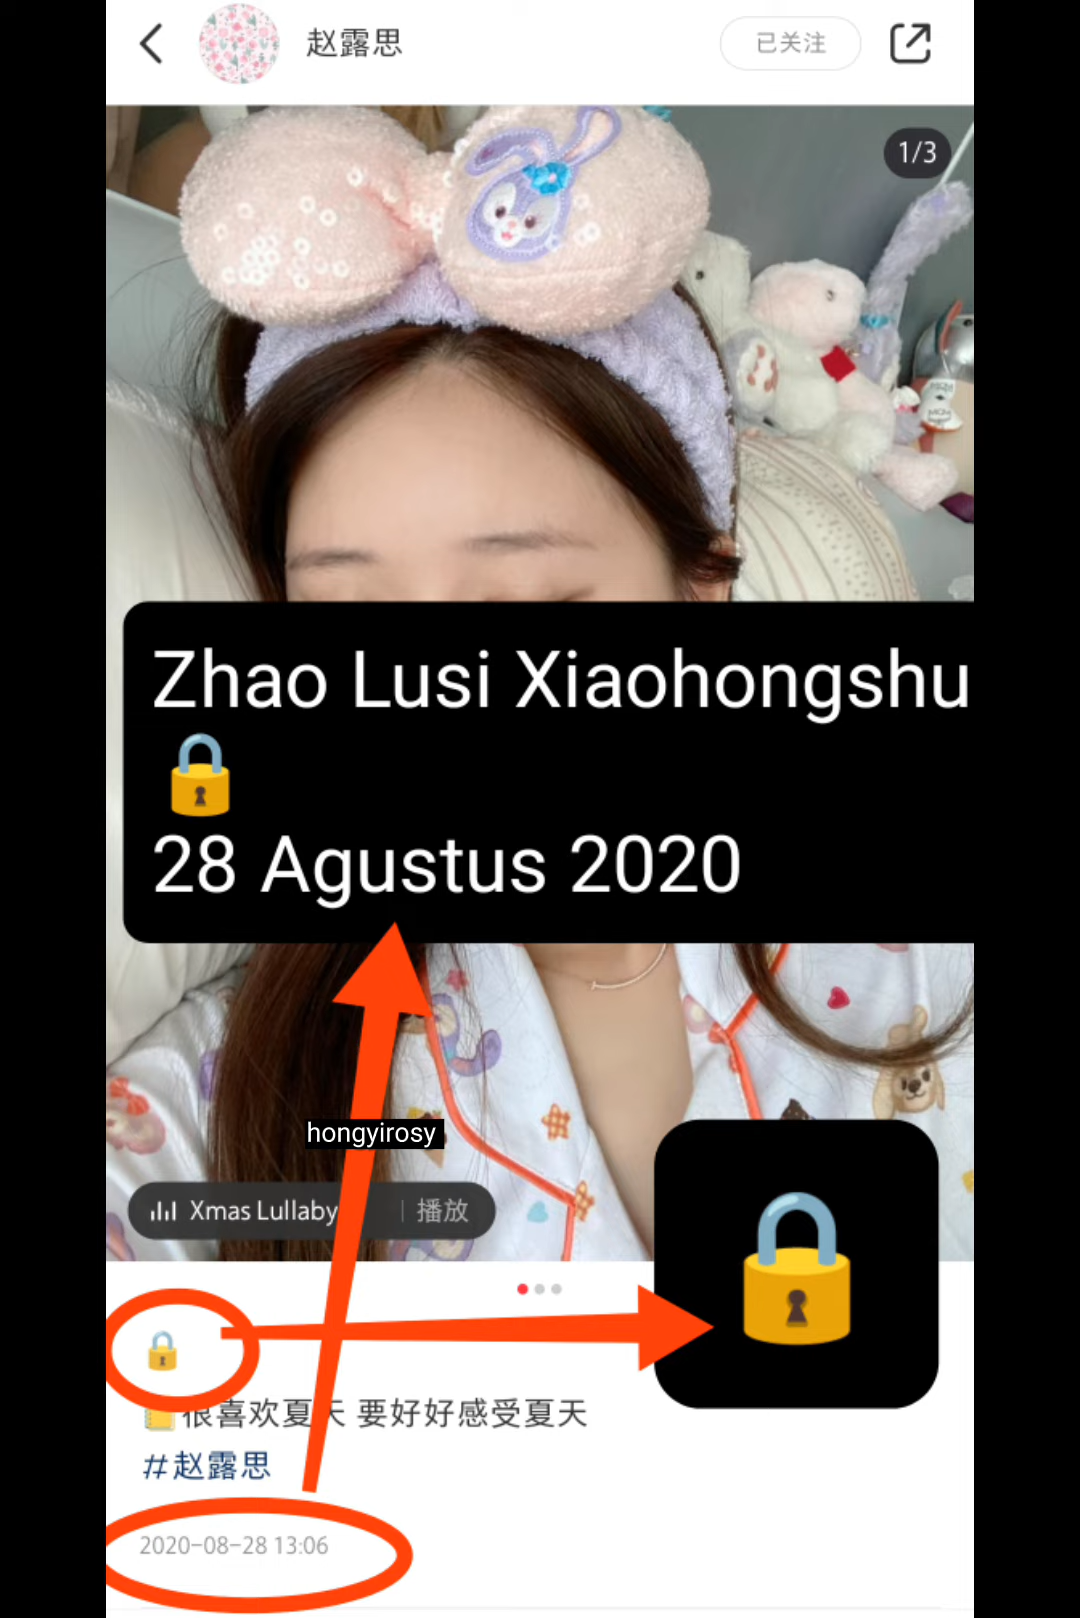 赵露思
已关注
1/3
Zhao Lusi Xiaohongshu
🔒
28 Agustus 2020
hongyirosy
Xmas Lullaby
播放
🔒
🔒
📒很喜欢夏天 要好好感受夏天
#赵露思
2020-08-28 13:06